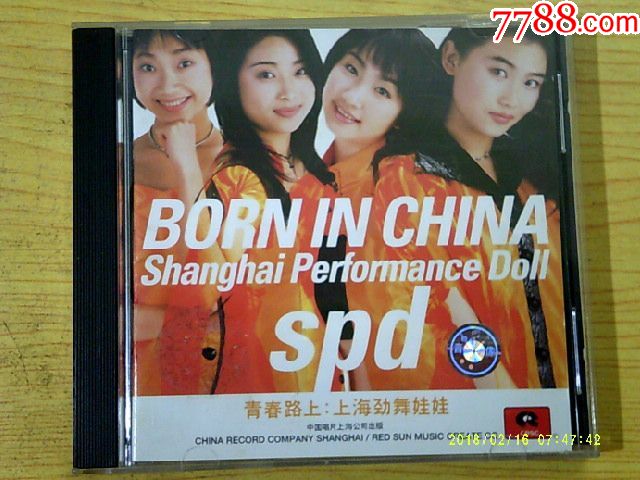 7788.com
BORN IN CHINA
Shanghai Performance Doll
spd
青春路上:上海劲舞娃娃
中国唱片上海公司出版
CHINA RECORD COMPANY SHANGHAI / RED SUN MUSIC
2018/02/16 07:47:42